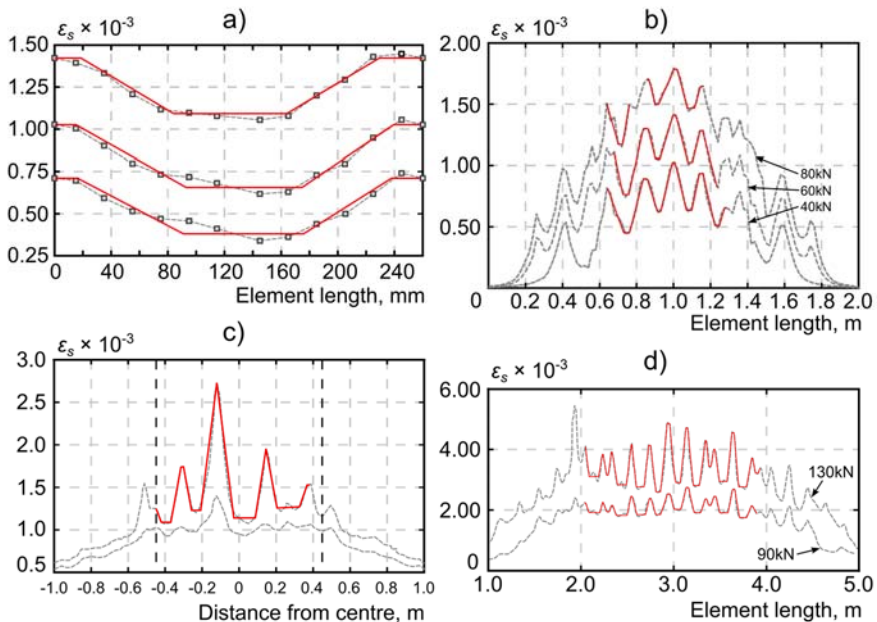 a)
εs × 10-3
1.50
1.25
1.00
0.75
0.50
0.25
0 40 80 120 160 200 240
Element length, mm
b)
εs × 10-3
2.00
1.50
1.00
0.50
80kN
60kN
40kN
0 0.2 0.4 0.6 0.8 1.0 1.2 1.4 1.6 2.0
Element length, m
c)
εs × 10-3
3.0
2.5
2.0
1.5
1.0
0.5
-1.0 -0.8 -0.6 -0.4 -0.2 0 0.2 0.4 0.6 0.8 1.0
Distance from centre, m
d)
εs × 10-3
6.00
4.00
2.00
0
130kN
90kN
1.0 2.0 3.0 4.0 5.0
Element length, m